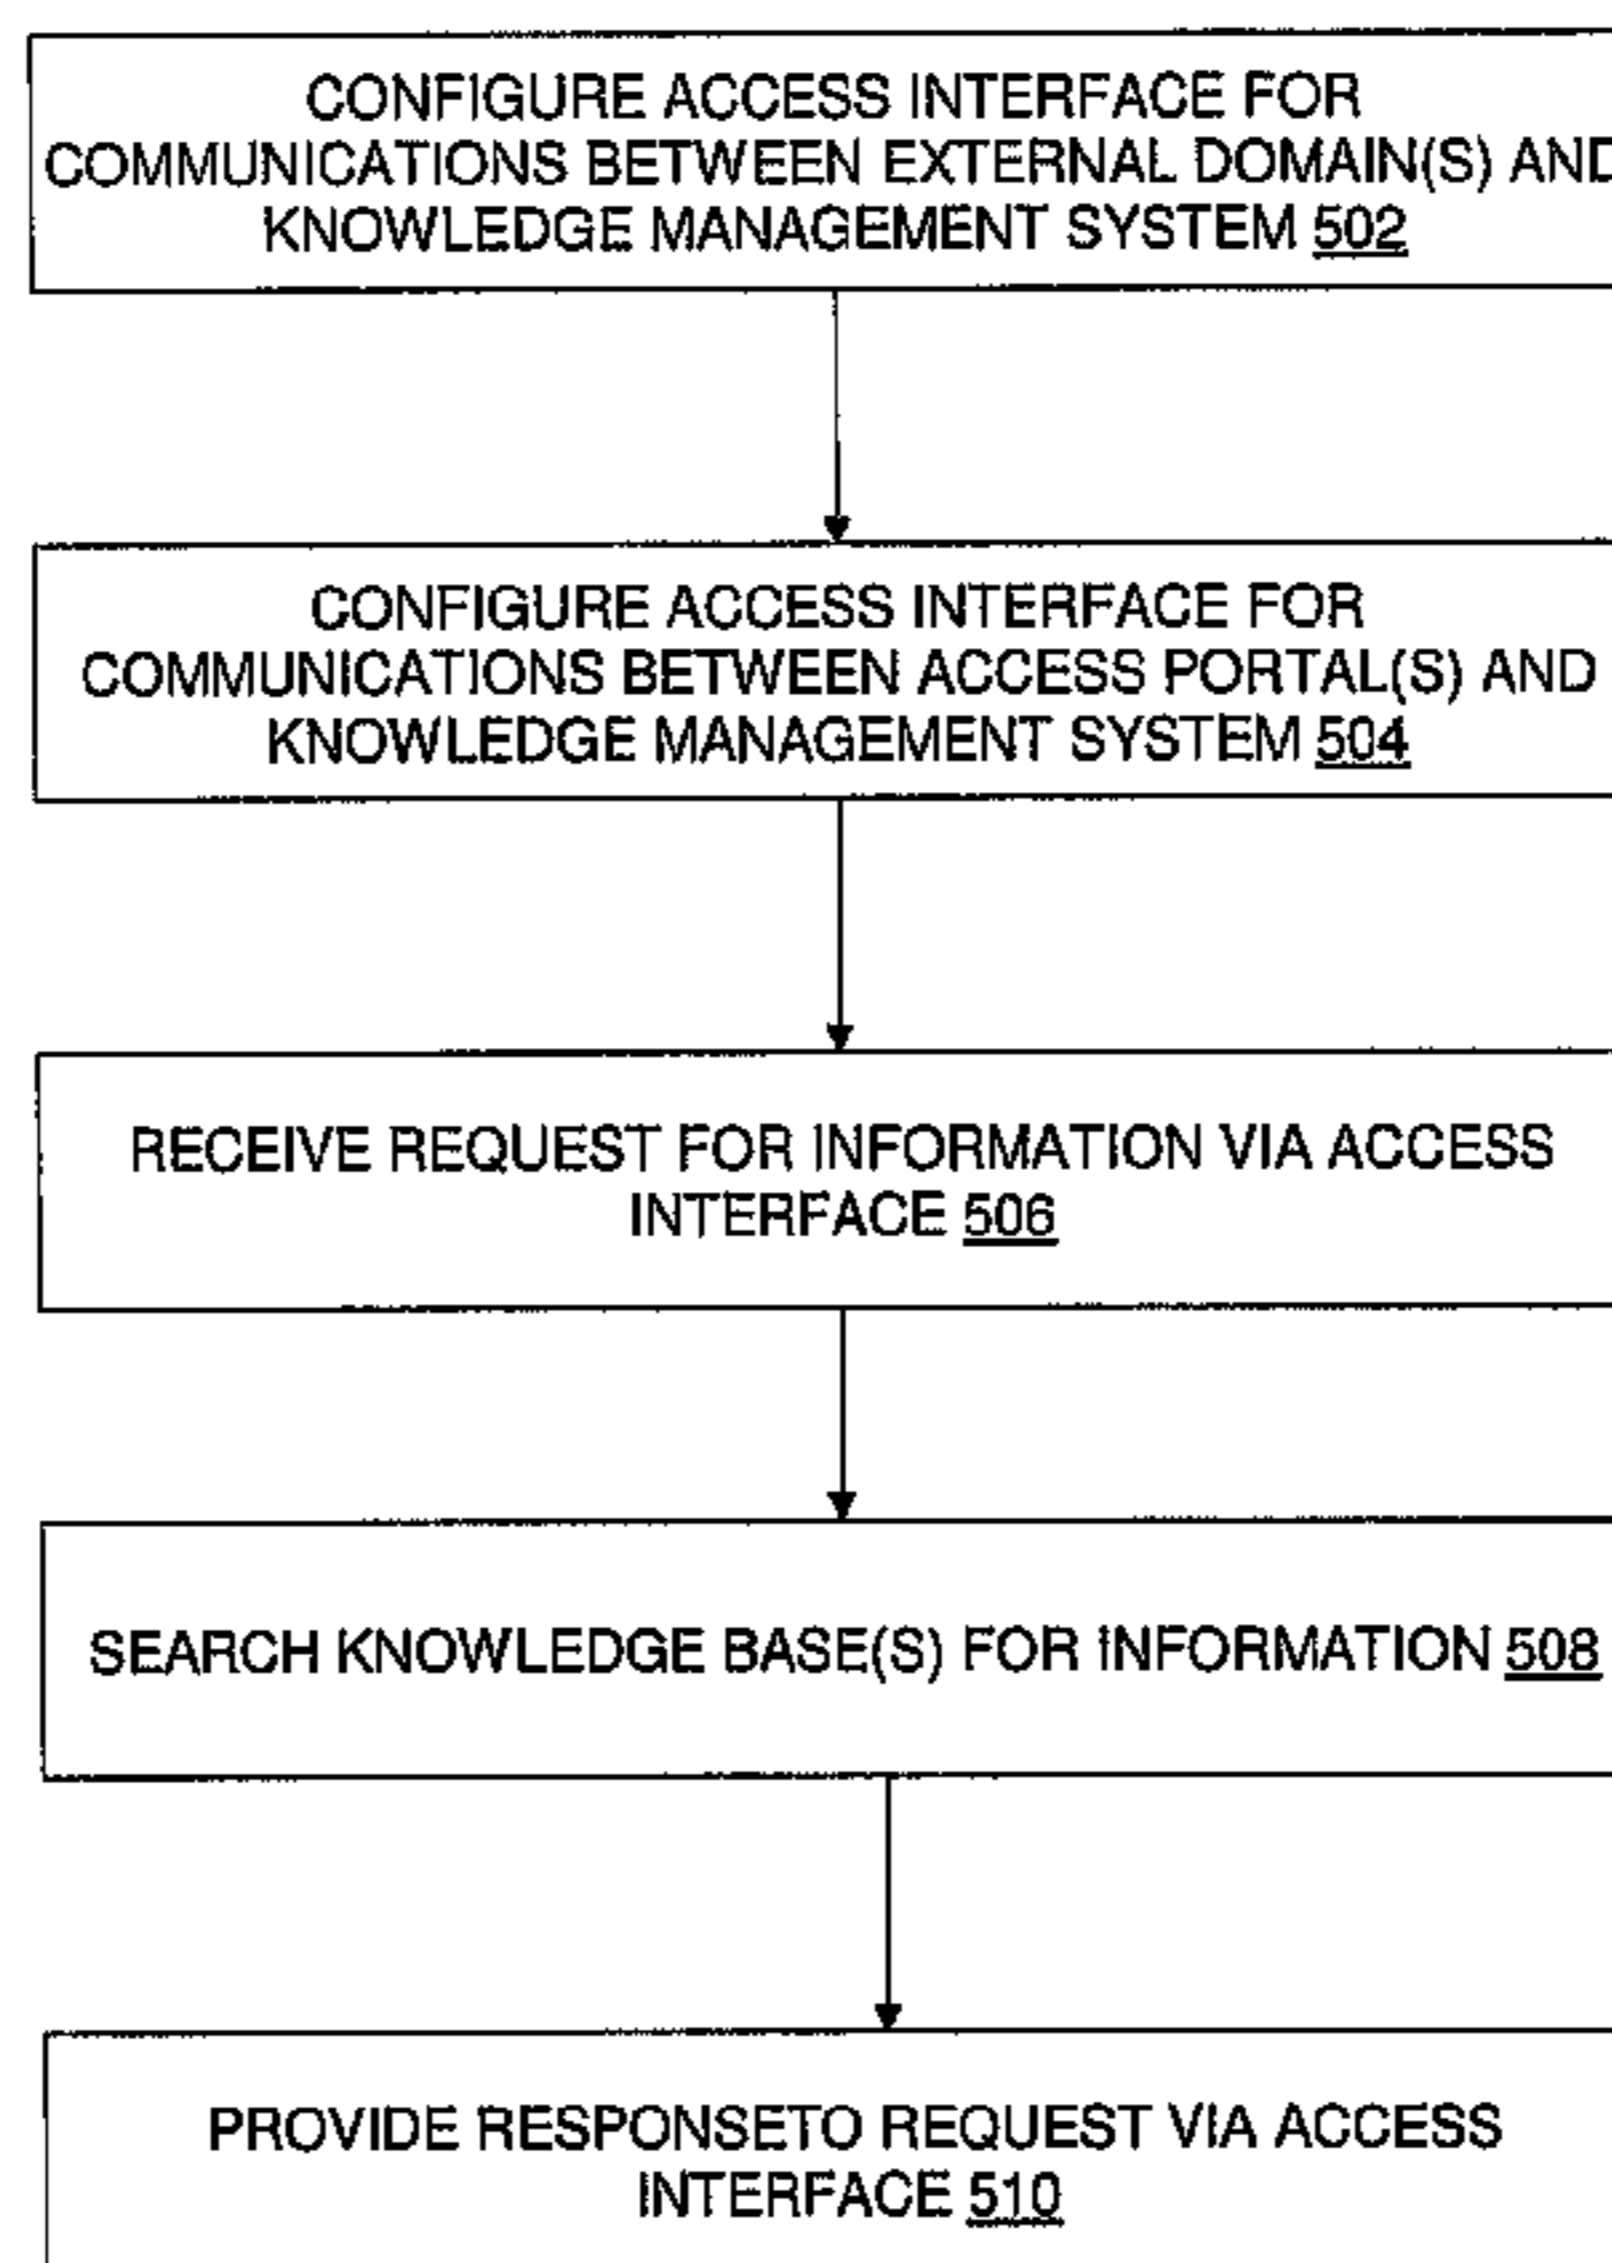 CONFIGURE ACCESS INTERFACE FOR
COMMUNICATIONS BETWEEN EXTERNAL DOMAIN(S) AND
KNOWLEDGE MANAGEMENT SYSTEM 502
CONFIGURE ACCESS INTERFACE FOR
COMMUNICATIONS BETWEEN ACCESS PORTAL(S) AND
KNOWLEDGE MANAGEMENT SYSTEM 504
RECEIVE REQUEST FOR INFORMATION VIA ACCESS
INTERFACE 506
SEARCH KNOWLEDGE BASE(S) FOR INFORMATION 508
PROVIDE RESPONSETO REQUEST VIA ACCESS
INTERFACE 510